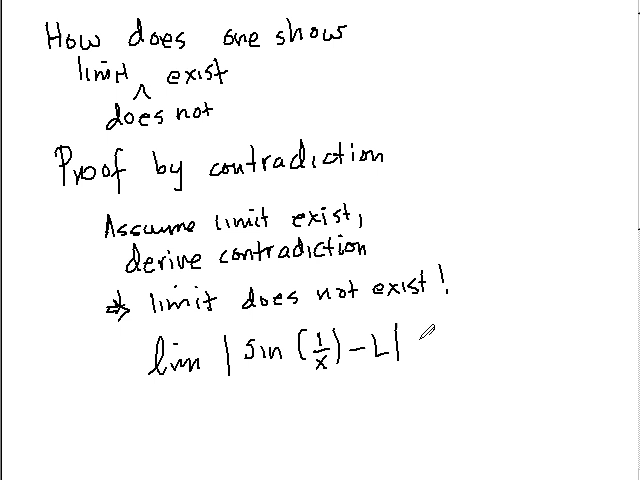 How does one show
limit ^ exist
does not
Proof by contradiction
Assume limit exist,
derive contradiction
⇒ limit does not exist!
lim | sin (1/x) - L |